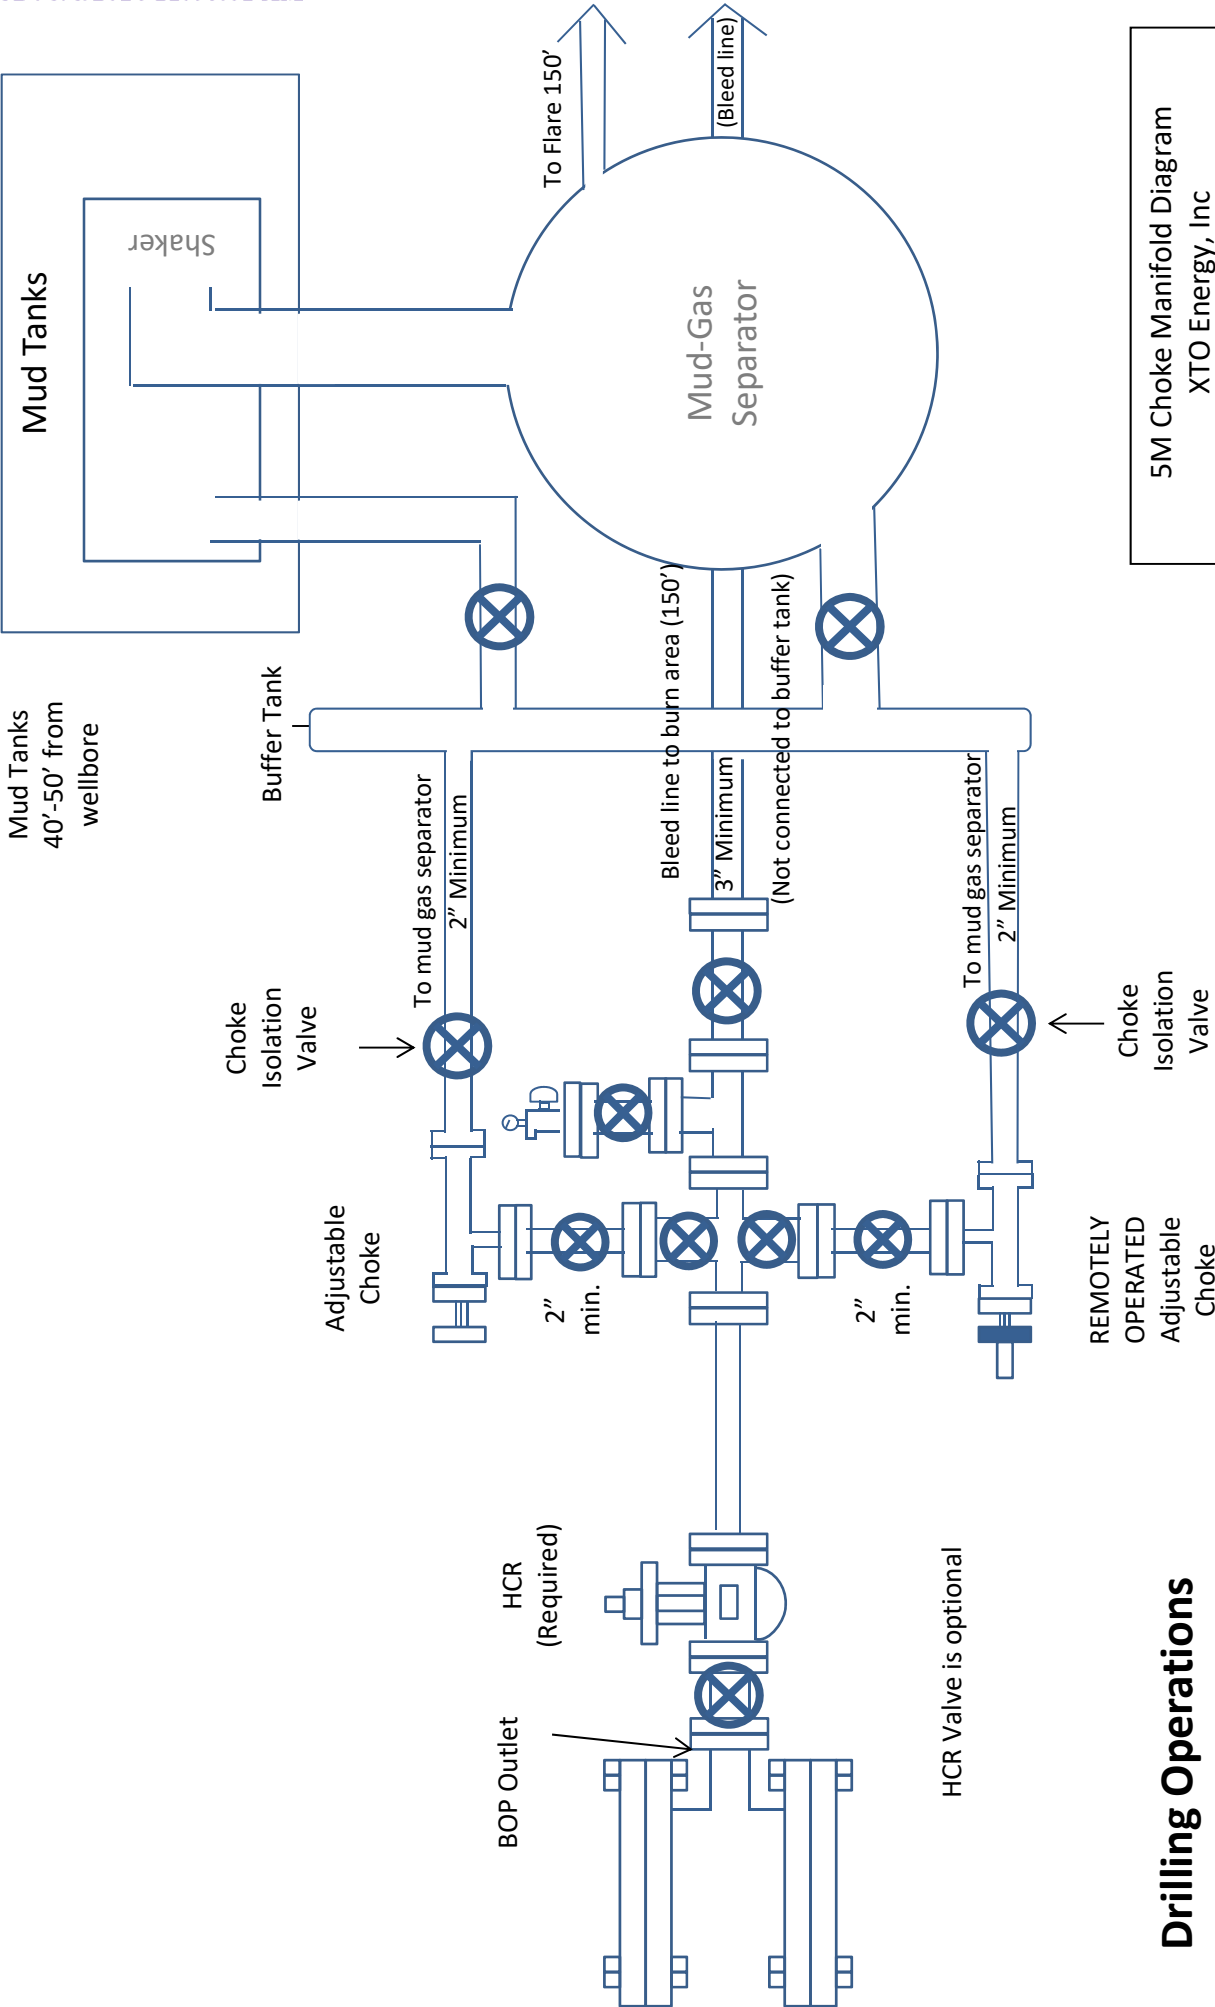 Mud Tanks
40’-50’ from
wellbore
Mud Tanks
Shaker
Buffer Tank
To Flare 150’
(Bleed line)
Mud-Gas
Separator
Choke
Isolation
Valve
To mud gas separator
2” Minimum
Bleed line to burn area (150’)
3” Minimum
(Not connected to buffer tank)
To mud gas separator
2” Minimum
Choke
Isolation
Valve
Adjustable
Choke
2”
min.
2”
min.
REMOTELY
OPERATED
Adjustable
Choke
HCR
(Required)
BOP Outlet
HCR Valve is optional
Drilling Operations
5M Choke Manifold Diagram
XTO Energy, Inc